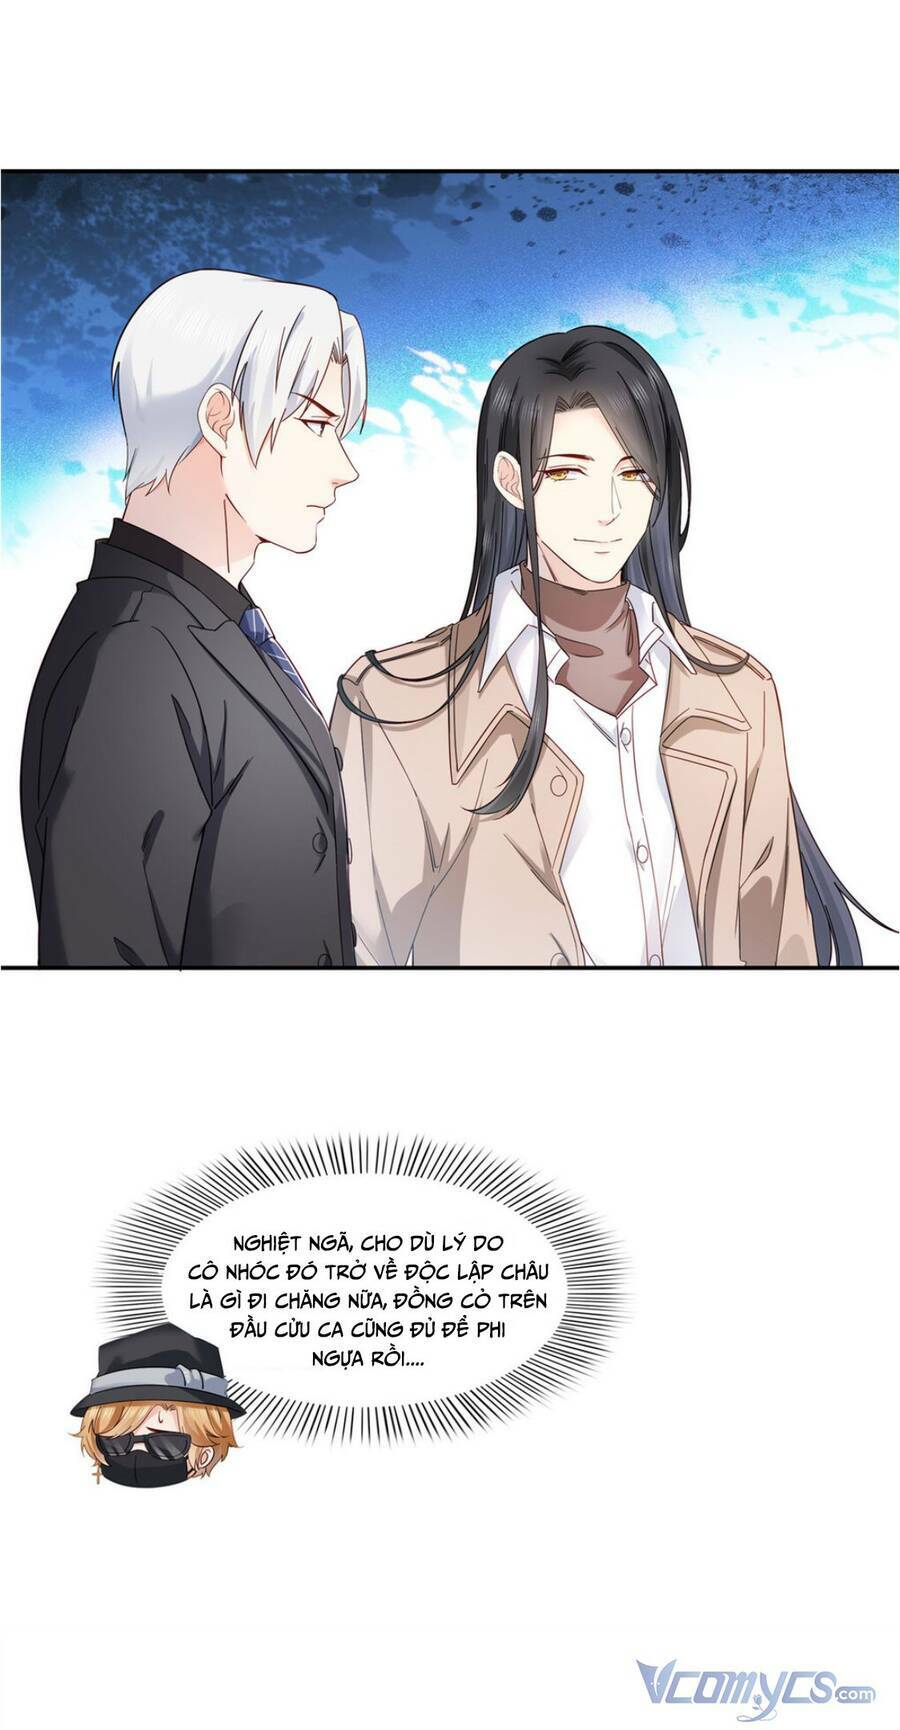 NGHIỆT NGÃ, CHO DÙ LÝ DO
CÔ NHÓC ĐÓ TRỞ VỀ ĐỘC LẬP CHÂU
LÀ GÌ ĐI CHĂNG NỮA, ĐỒNG CỎ TRÊN
ĐẦU CỬU CA CŨNG ĐỦ ĐỂ PHI
NGỰA RỒI....
VCOMYCS.com